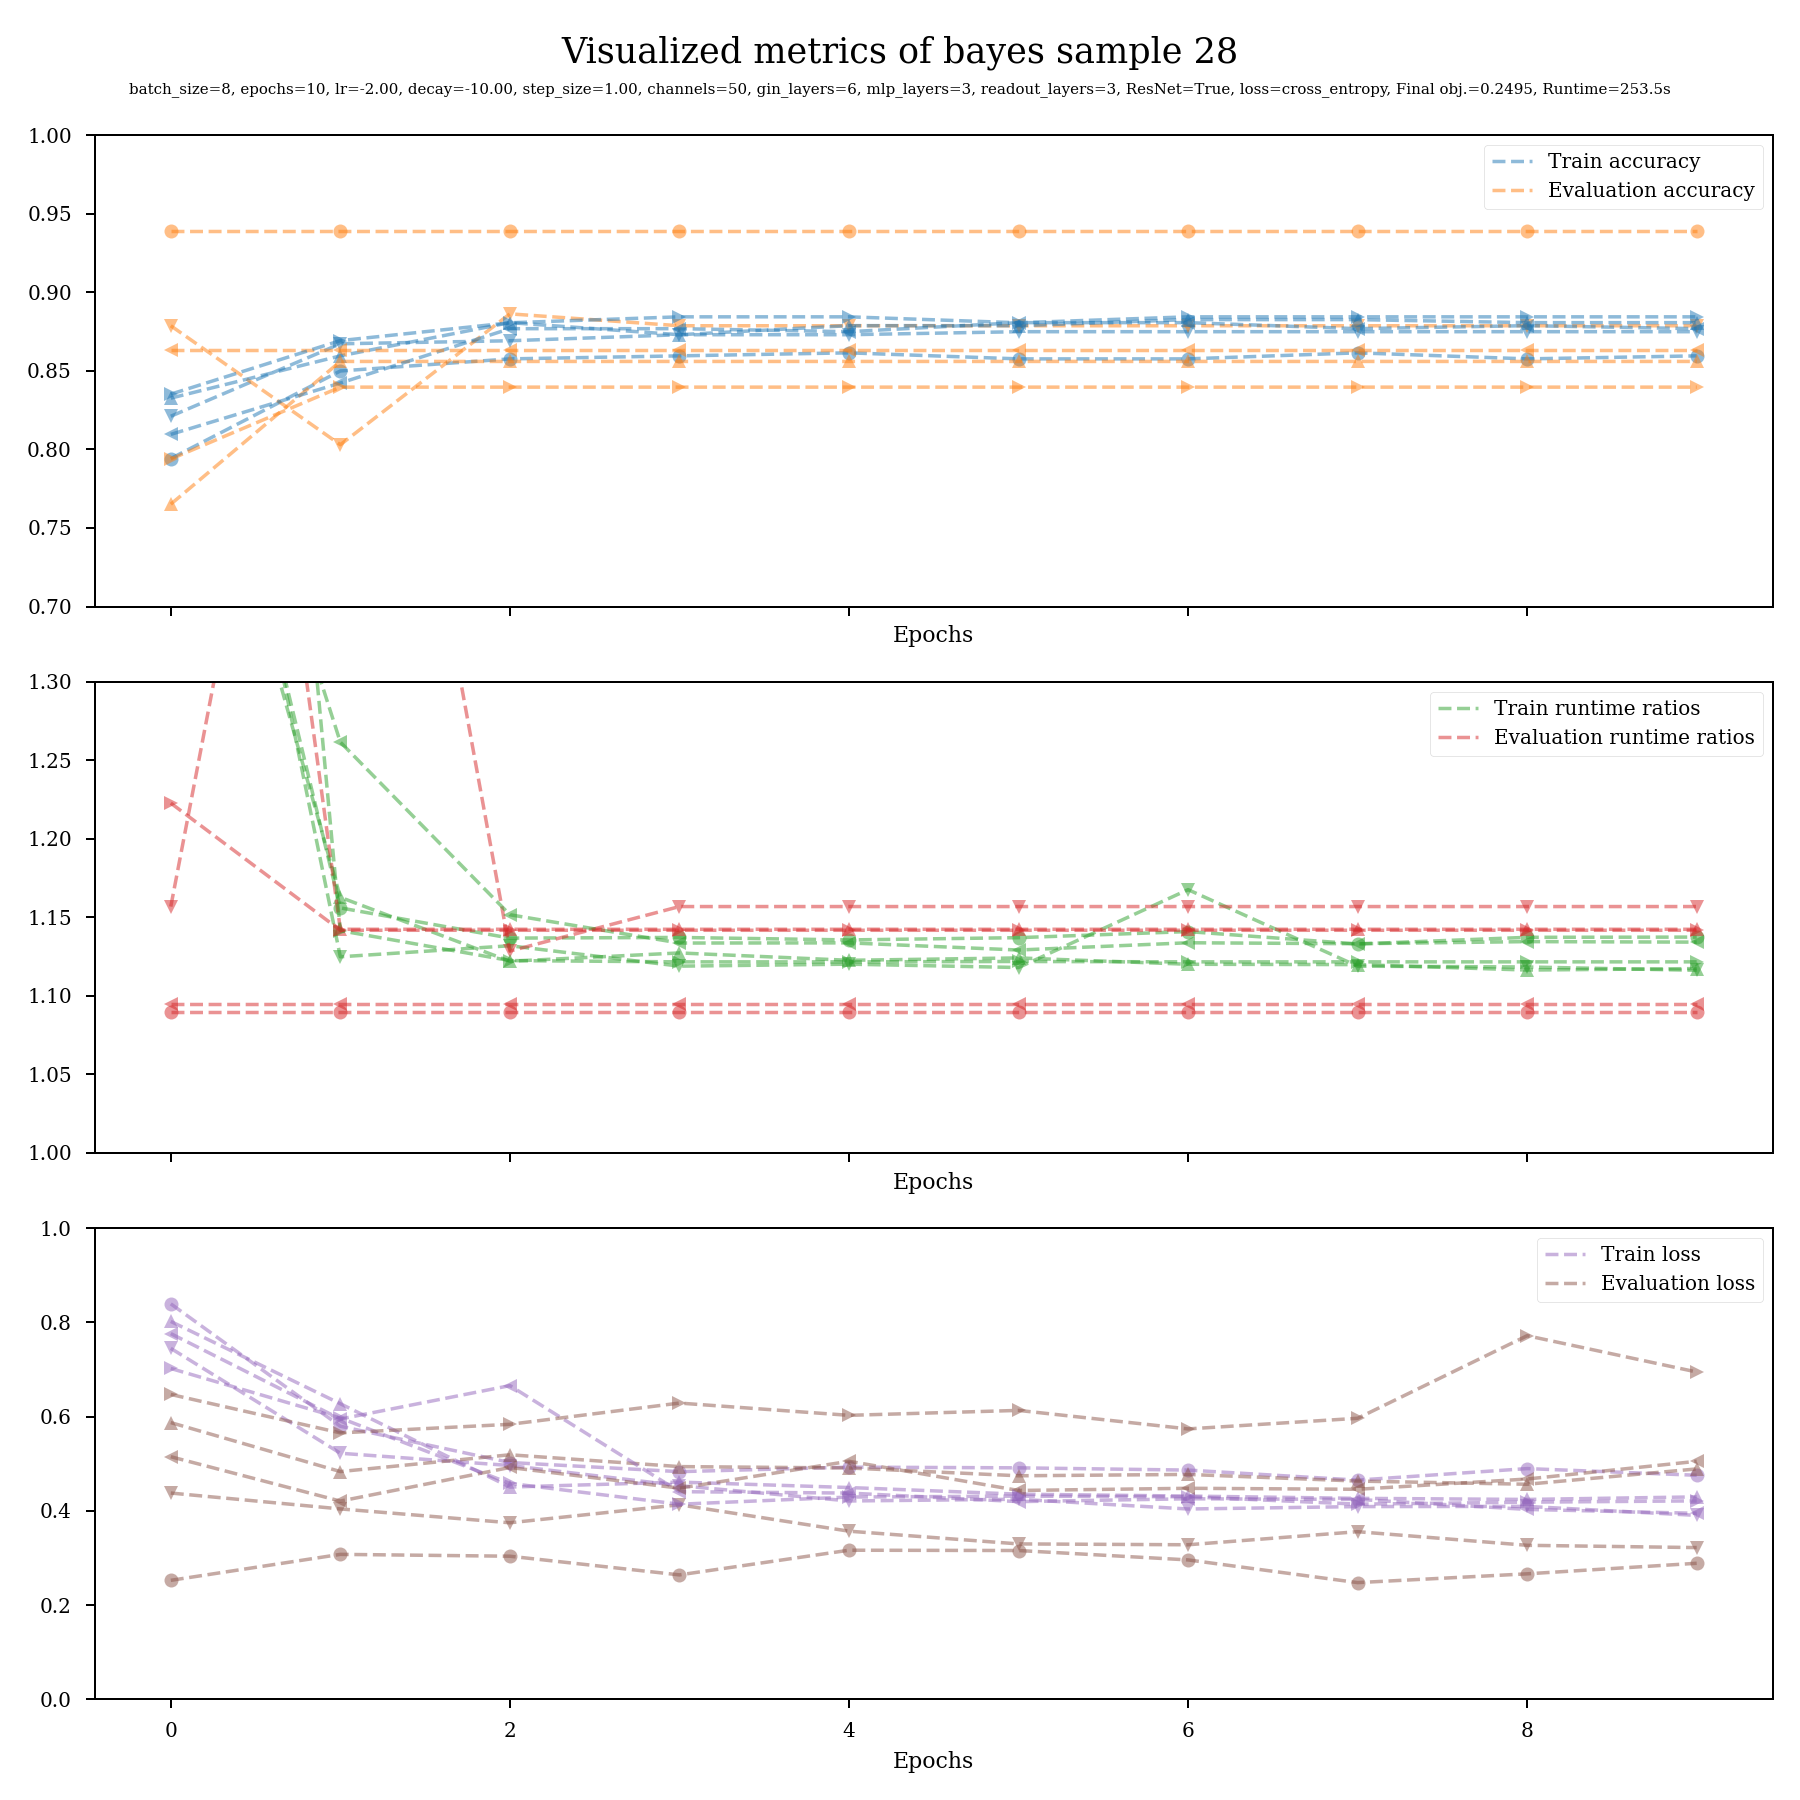 Visualized metrics of bayes sample 28
batch_size=8, epochs=10, lr=-2.00, decay=-10.00, step_size=1.00, channels=50, gin_layers=6, mlp_layers=3, readout_layers=3, ResNet=True, loss=cross_entropy, Final obj.=0.2495, Runtime=253.5s
1.00
0.95
0.90
0.85
0.80
0.75
0.70
Train accuracy
Evaluation accuracy
Epochs
1.30
1.25
1.20
1.15
1.10
1.05
1.00
Train runtime ratios
Evaluation runtime ratios
Epochs
1.0
0.8
0.6
0.4
0.2
0.0
Train loss
Evaluation loss
0 2 4 6 8
Epochs